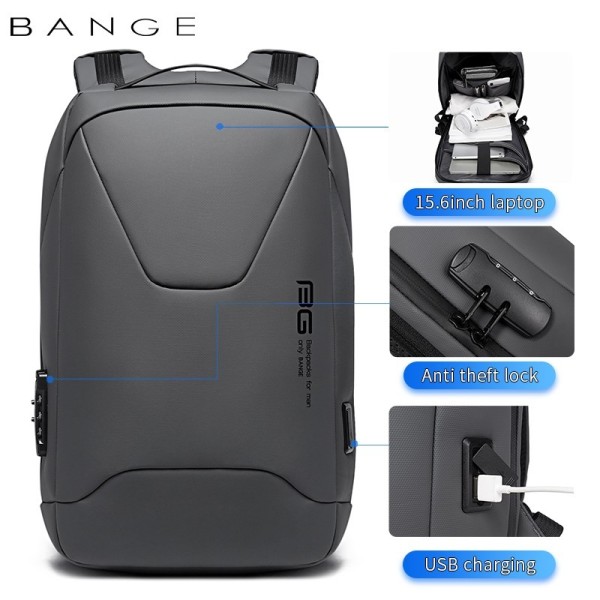 BANGE
15.6inch laptop
BG
Backpacks for man
only BANGE
Anti theft lock
USB charging